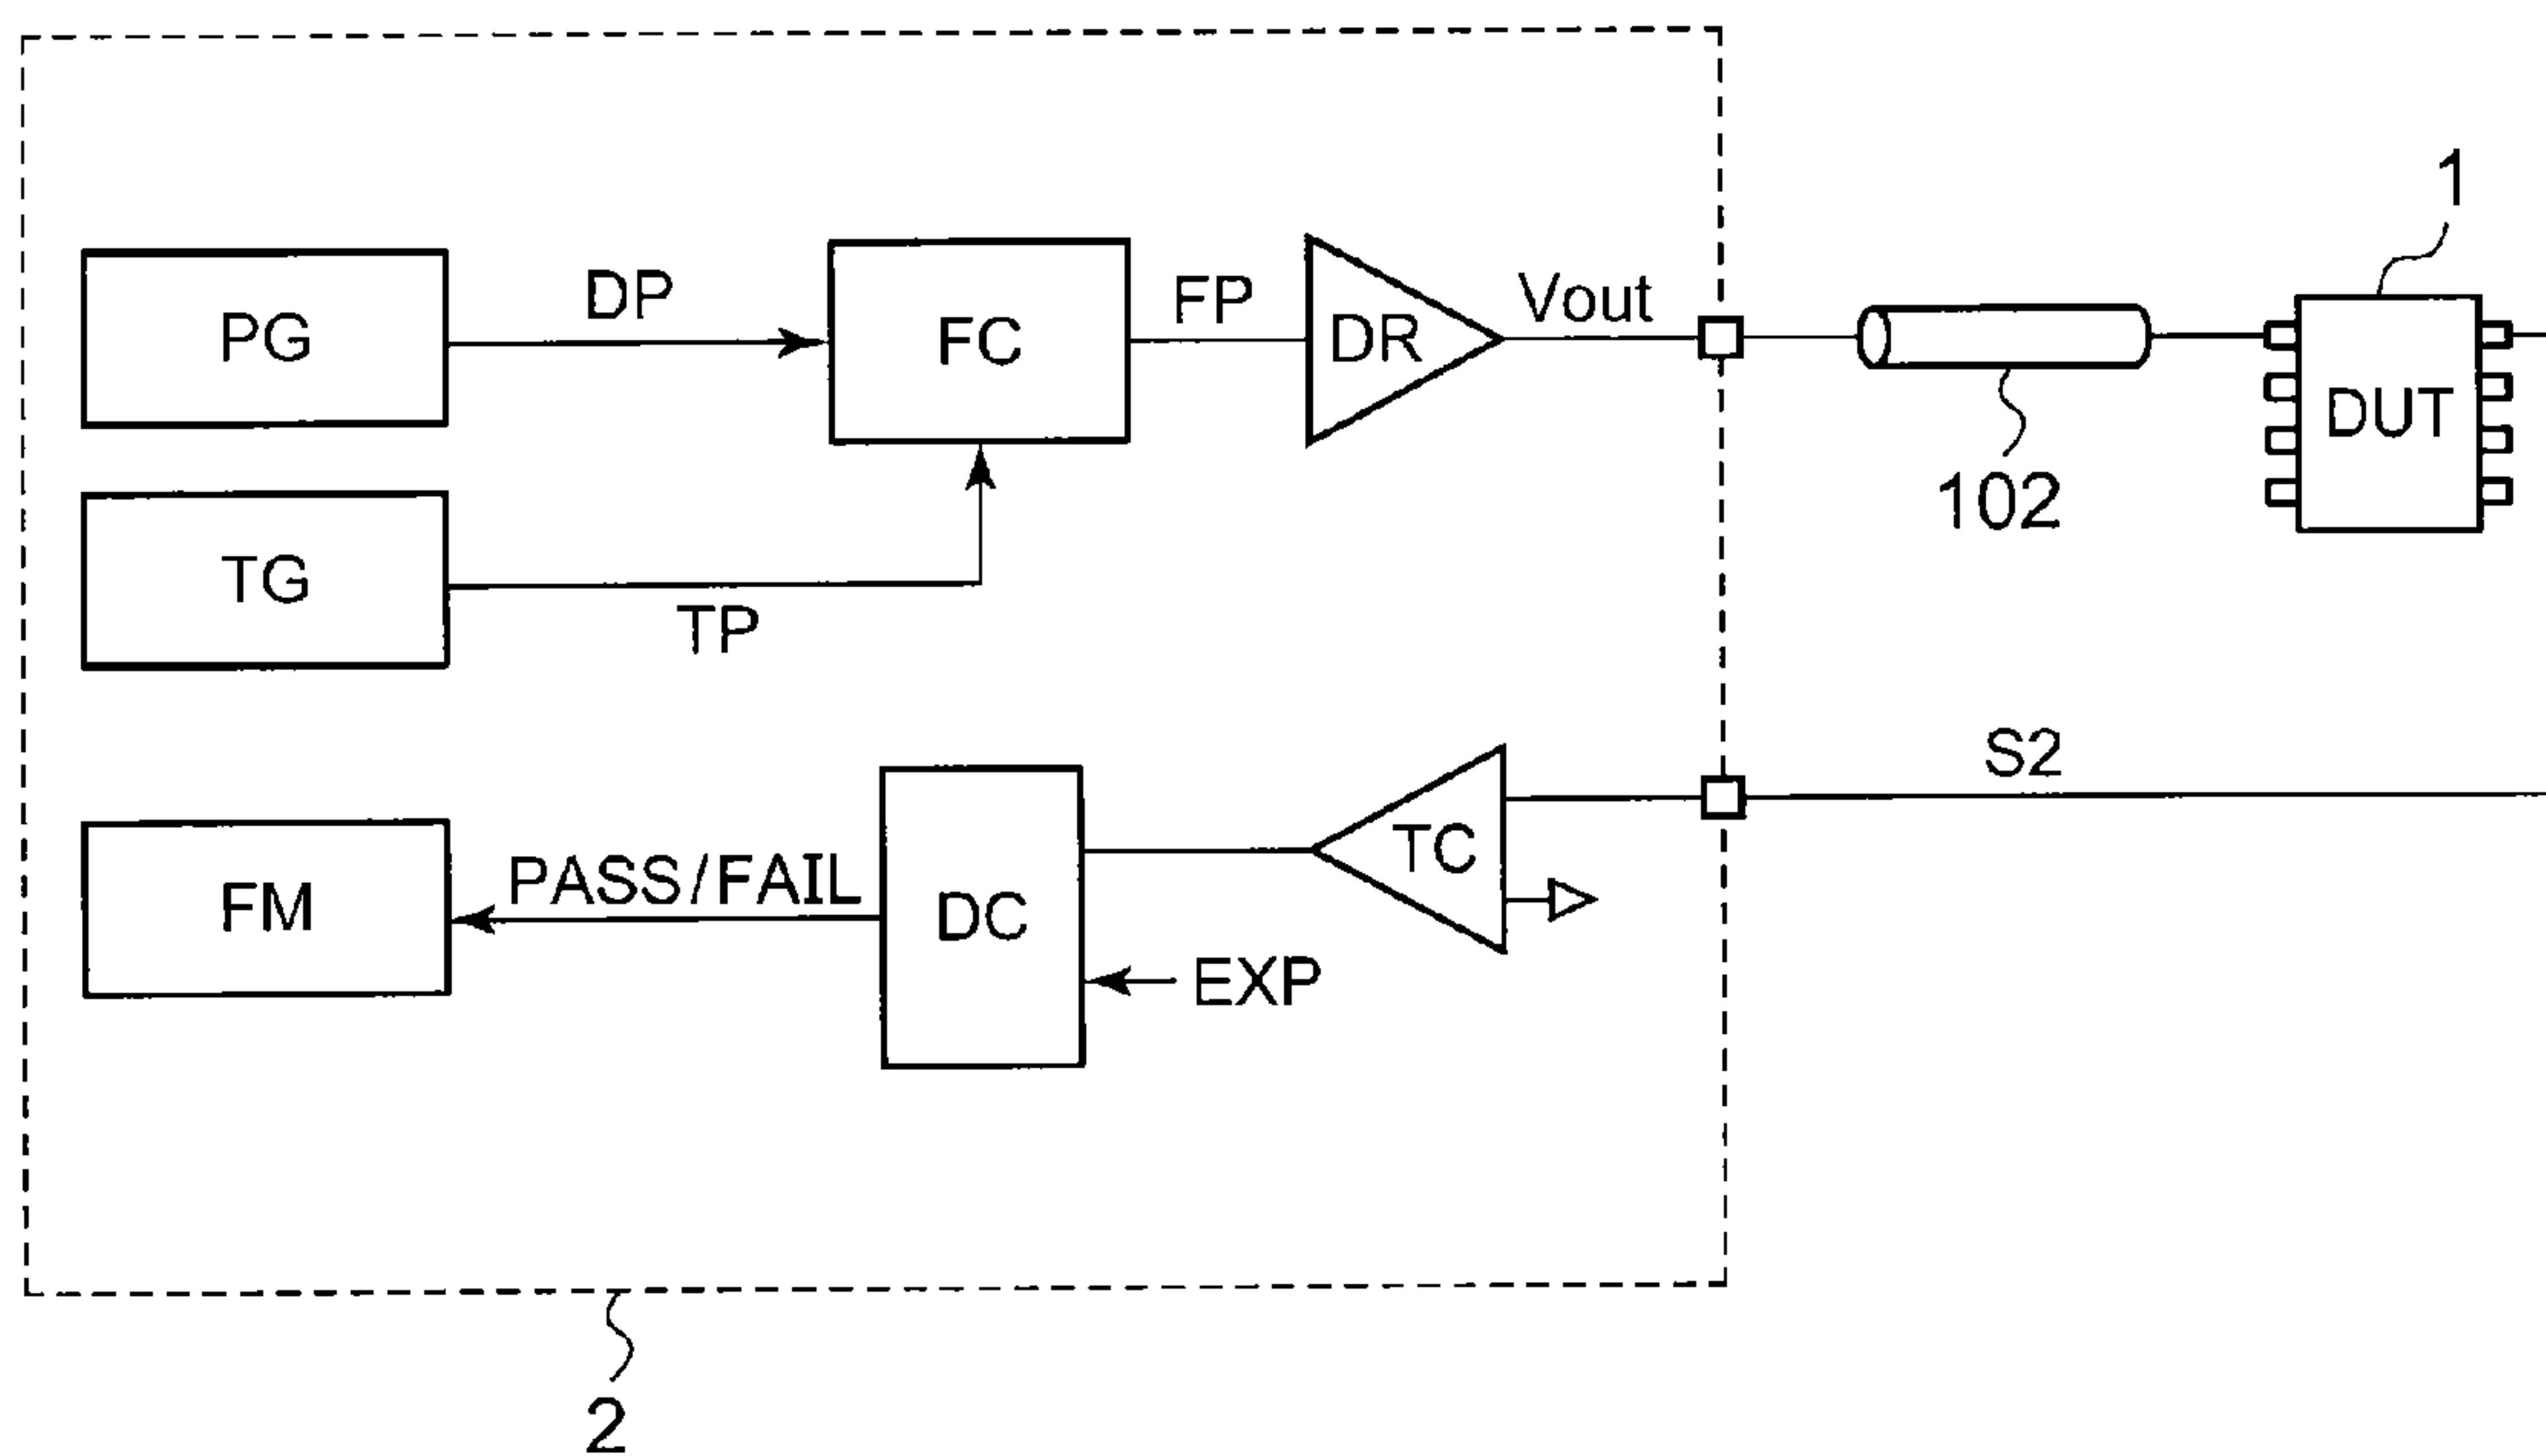 1
PG
DP
FC
FP
DR
Vout
DUT
102
TG
TP
S2
FM
PASS/FAIL
DC
TC
EXP
2